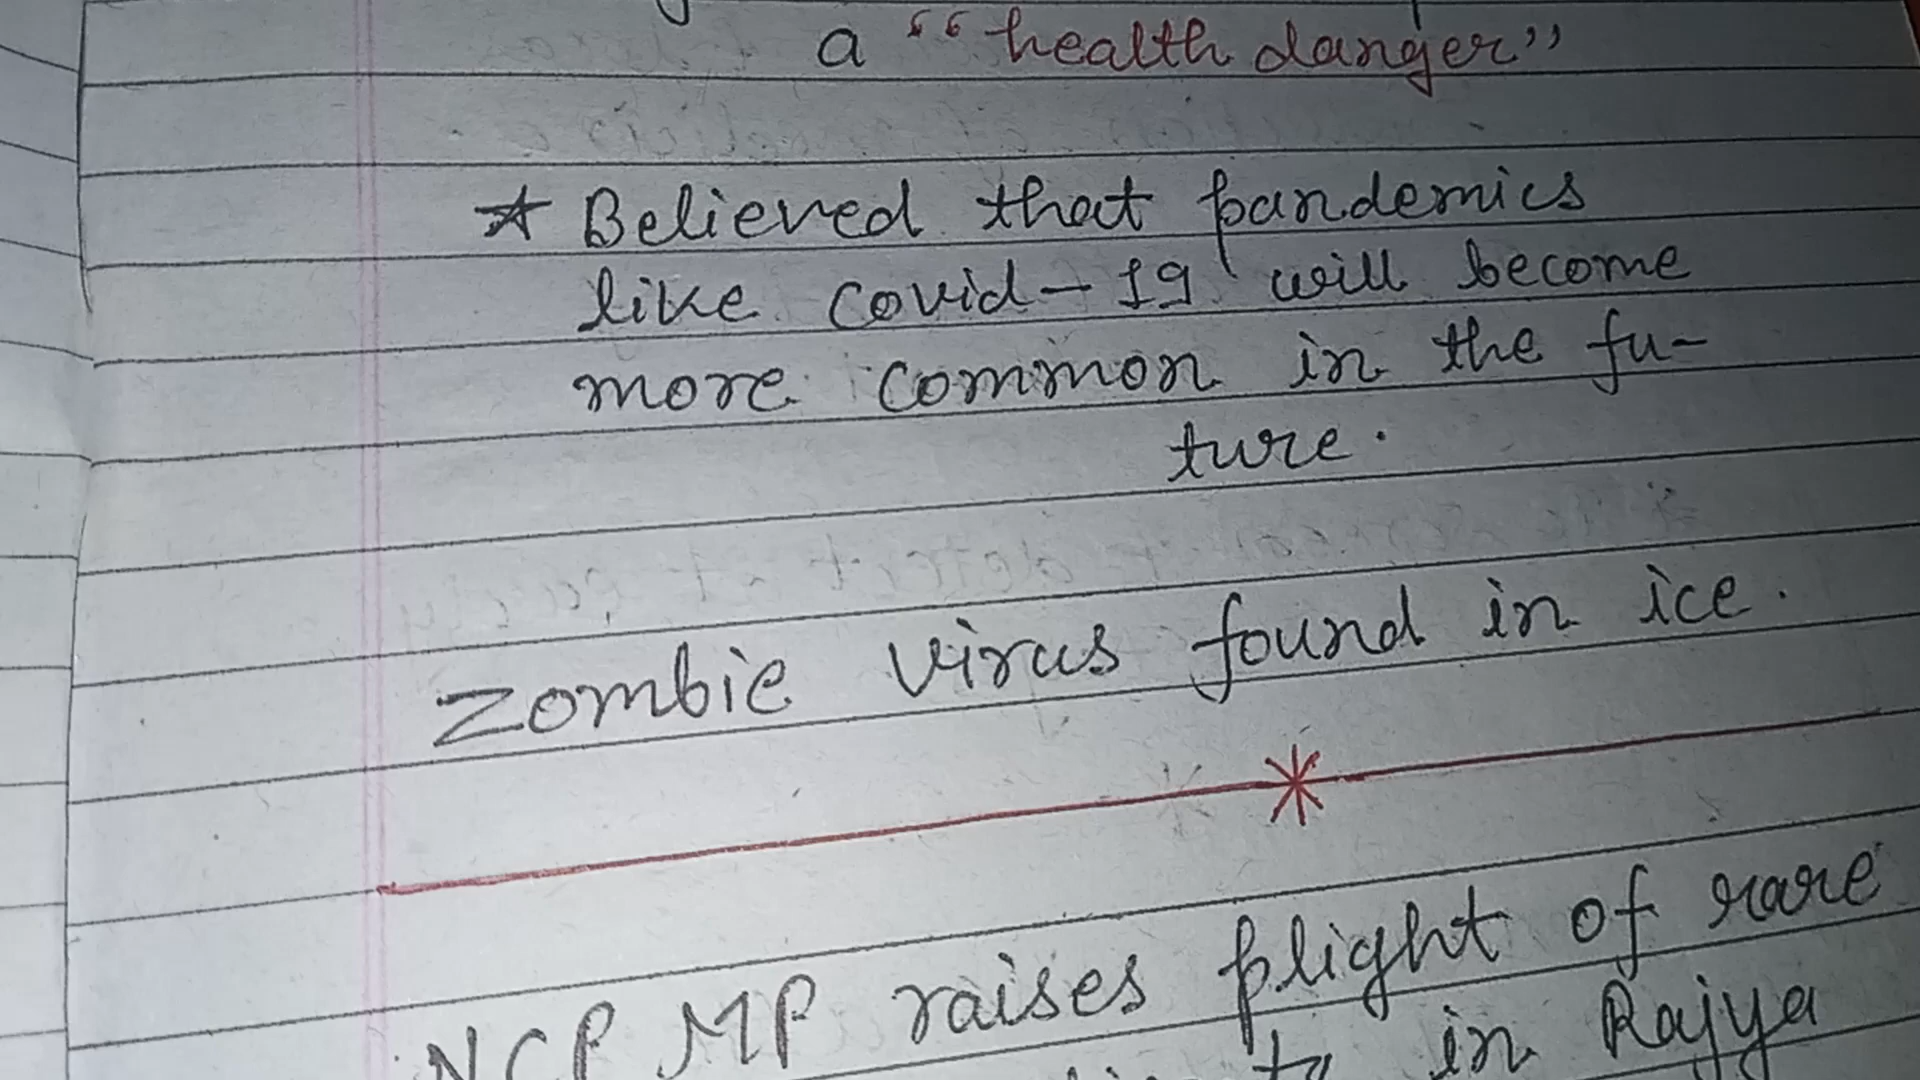 a “health danger”
☆ Believed that pandemics
like covid-19 will become
more common in the fu-
ture.
zombie virus found in ice.
NCP MP raises plight of rare
in Rajya